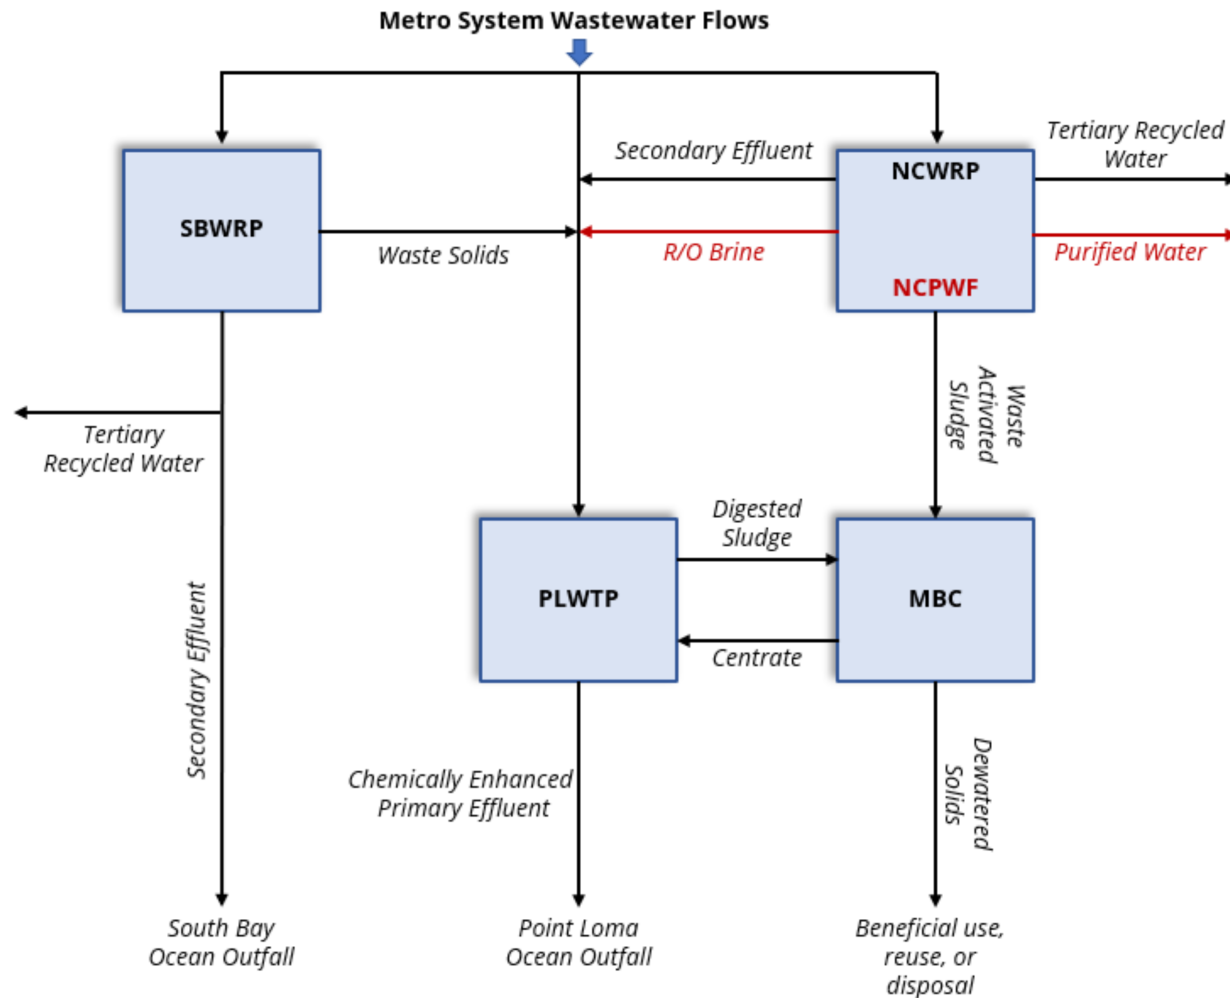 Metro System Wastewater Flows
Secondary Effluent
Tertiary Recycled
Water
NCWRP
SBWRP
Waste Solids
R/O Brine
Purified Water
NCPWF
Waste
Activated
Sludge
Tertiary
Recycled Water
Digested
Sludge
PLWTP
MBC
Centrate
Secondary Effluent
Chemically Enhanced
Primary Effluent
Dewatered
Solids
South Bay
Ocean Outfall
Point Loma
Ocean Outfall
Beneficial use,
reuse, or
disposal